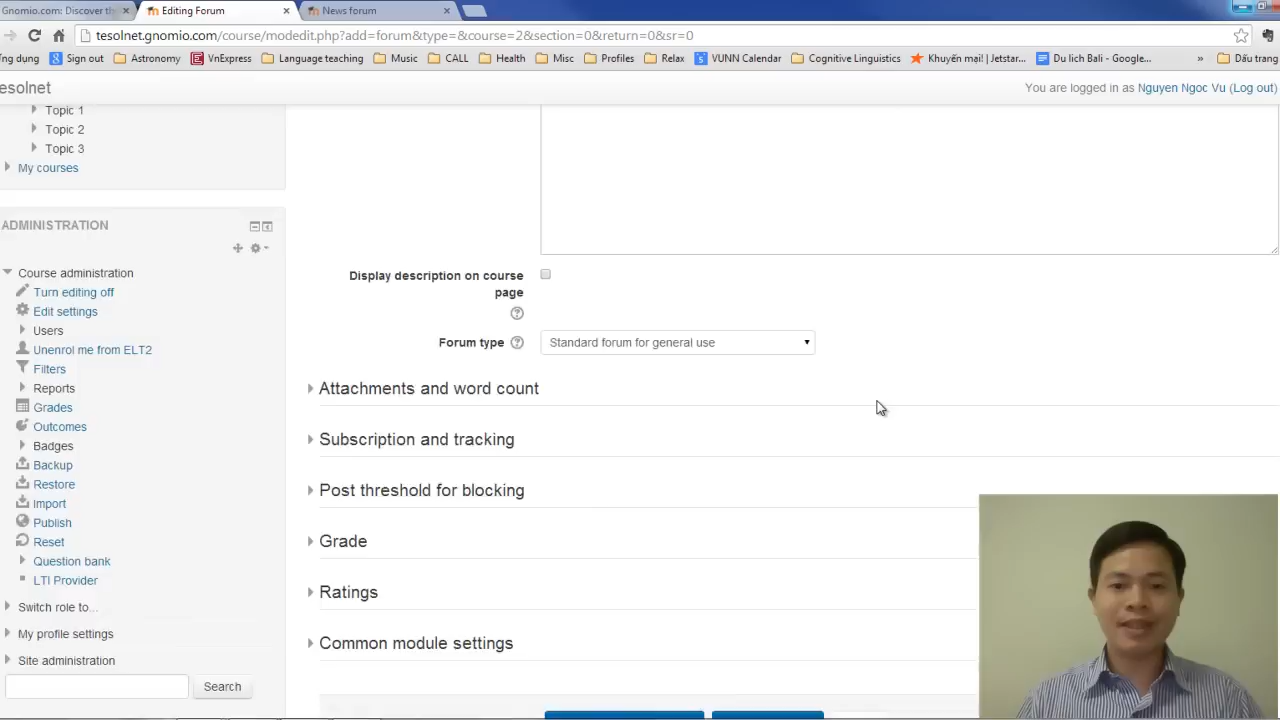 Gnomio.com: Discover th
Editing Forum
News forum
tesolnet.gnomio.com/course/modedit.php?add=forum&type=&course=2&section=0&return=0&sr=0
ng dụng
Sign out
Astronomy
VnExpress
Language teaching
Music
CALL
Health
Misc
Profiles
Relax
VUNN Calendar
Cognitive Linguistics
Khuyến mại! | Jetstar...
Du lich Bali - Google...
»
Dấu trang
esolnet
You are logged in as Nguyen Ngoc Vu (Log out)
Topic 1
Topic 2
Topic 3
My courses
ADMINISTRATION
Course administration
Turn editing off
Edit settings
Users
Unenrol me from ELT2
Filters
Reports
Grades
Outcomes
Badges
Backup
Restore
Import
Publish
Reset
Question bank
LTI Provider
Switch role to...
My profile settings
Site administration
Search
Display description on course
page
Forum type
Standard forum for general use
Attachments and word count
Subscription and tracking
Post threshold for blocking
Grade
Ratings
Common module settings